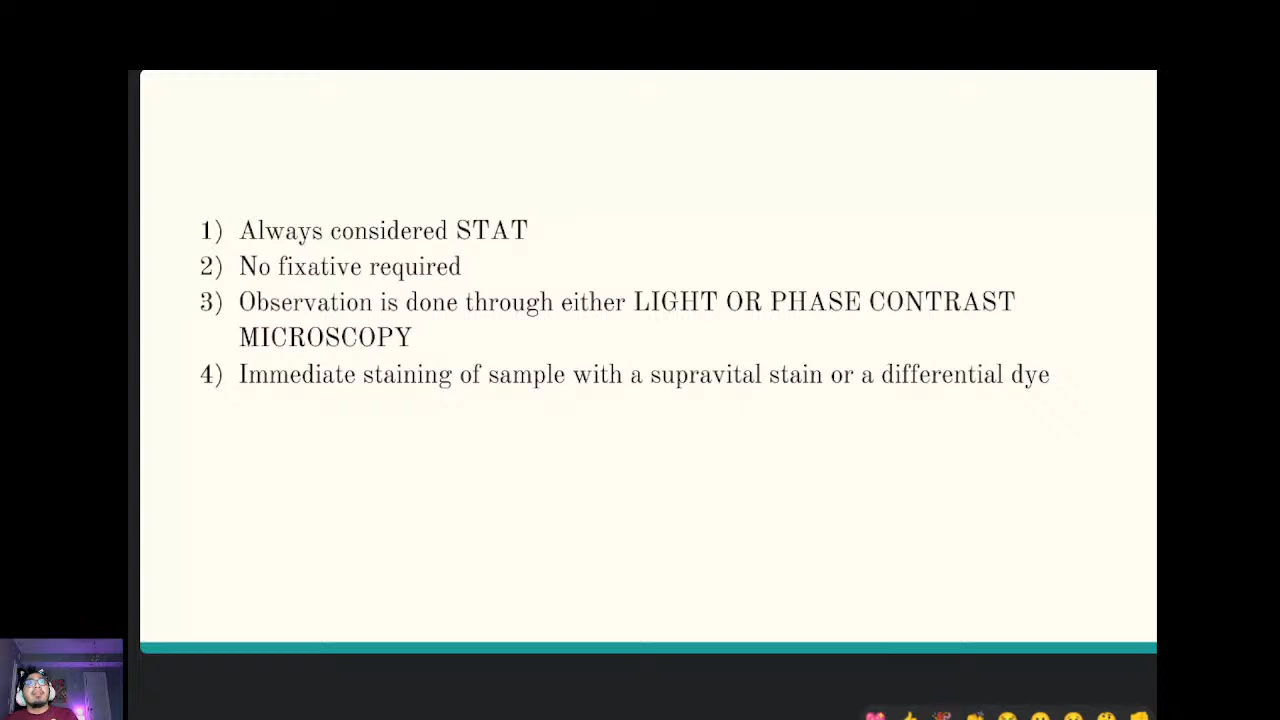 1) Always considered STAT
2) No fixative required
3) Observation is done through either LIGHT OR PHASE CONTRAST
MICROSCOPY
4) Immediate staining of sample with a supravital stain or a differential dye